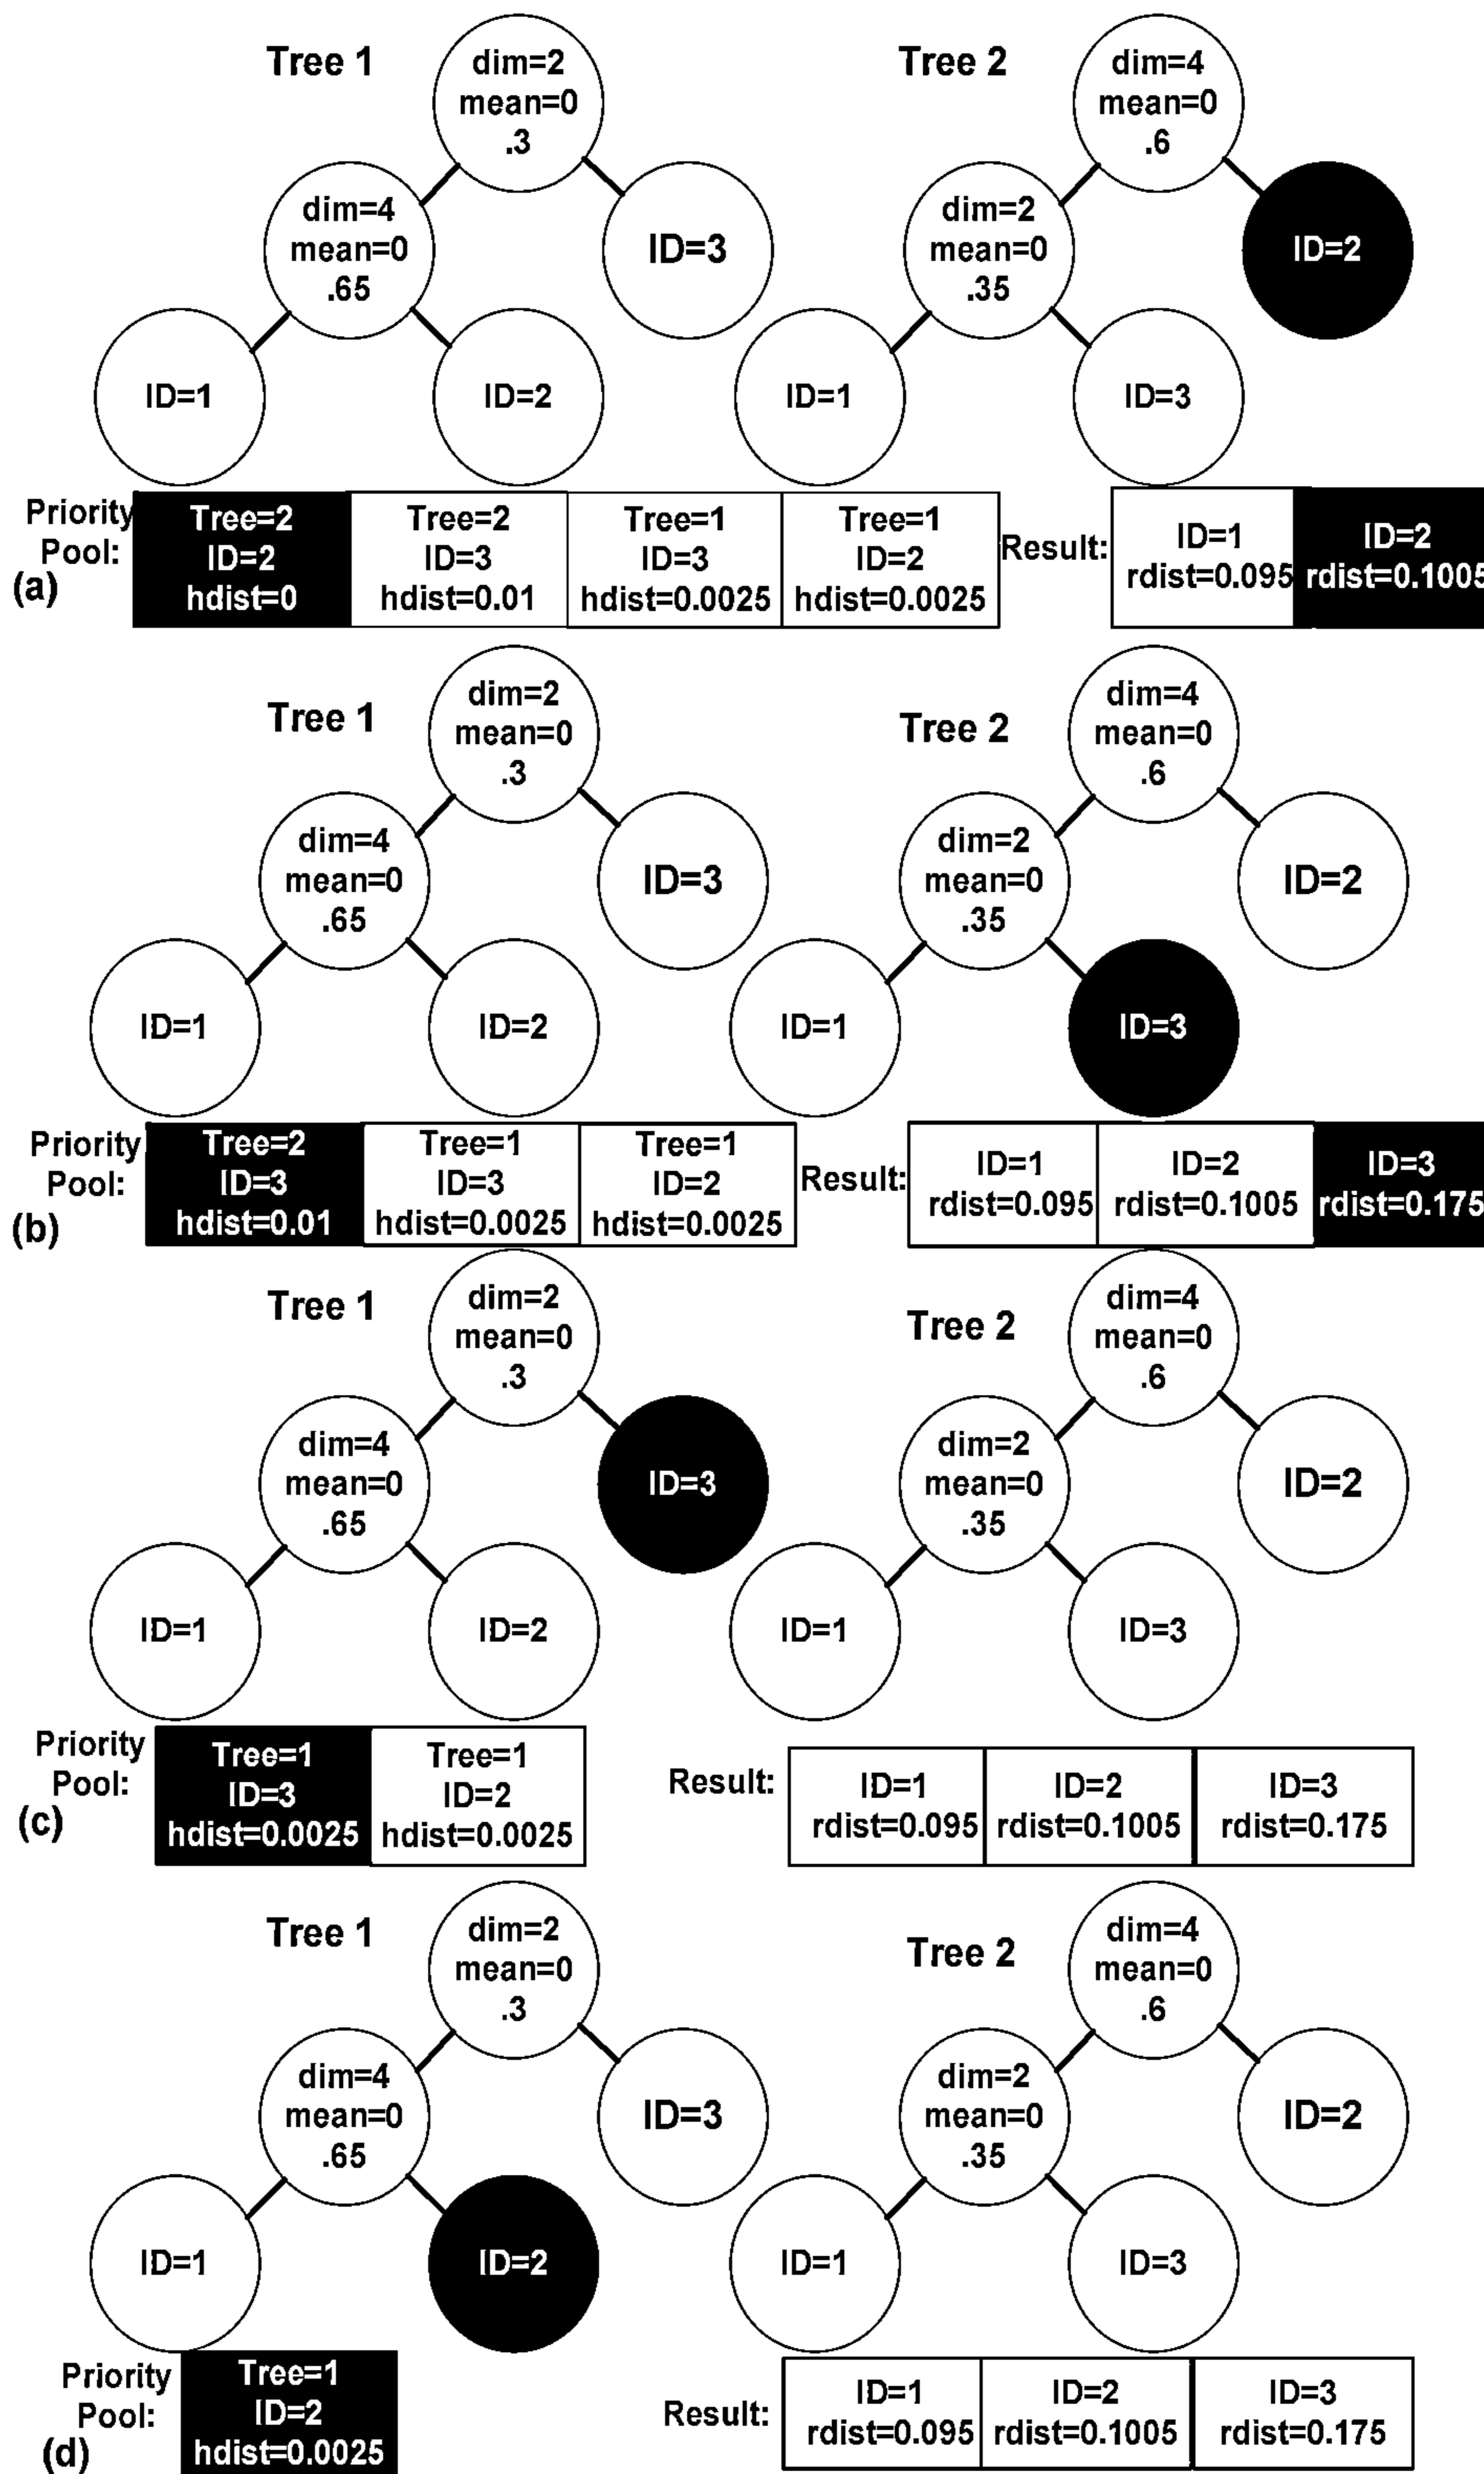 Tree 1
dim=2
mean=0
.3
dim=4
mean=0
.65
ID=3
ID=1
ID=2
Tree 2
dim=4
mean=0
.6
dim=2
mean=0
.35
ID=2
ID=1
ID=3
Priority
Pool:
(a)
Tree=2
ID=2
hdist=0
Tree=2
ID=3
hdist=0.01
Tree=1
ID=3
hdist=0.0025
Tree=1
ID=2
hdist=0.0025
Result:
ID=1
rdist=0.095
ID=2
rdist=0.1005
Tree 1
dim=2
mean=0
.3
dim=4
mean=0
.65
ID=3
ID=1
ID=2
Tree 2
dim=4
mean=0
.6
dim=2
mean=0
.35
ID=2
ID=1
ID=3
Priority
Pool:
(b)
Tree=2
ID=3
hdist=0.01
Tree=1
ID=3
hdist=0.0025
Tree=1
ID=2
hdist=0.0025
Result:
ID=1
rdist=0.095
ID=2
rdist=0.1005
ID=3
rdist=0.175
Tree 1
dim=2
mean=0
.3
dim=4
mean=0
.65
ID=3
ID=1
ID=2
Tree 2
dim=4
mean=0
.6
dim=2
mean=0
.35
ID=2
ID=1
ID=3
Priority
Pool:
(c)
Tree=1
ID=3
hdist=0.0025
Tree=1
ID=2
hdist=0.0025
Result:
ID=1
rdist=0.095
ID=2
rdist=0.1005
ID=3
rdist=0.175
Tree 1
dim=2
mean=0
.3
dim=4
mean=0
.65
ID=3
ID=1
ID=2
Tree 2
dim=4
mean=0
.6
dim=2
mean=0
.35
ID=2
ID=1
ID=3
Priority
Pool:
(d)
Tree=1
ID=2
hdist=0.0025
Result:
ID=1
rdist=0.095
ID=2
rdist=0.1005
ID=3
rdist=0.175